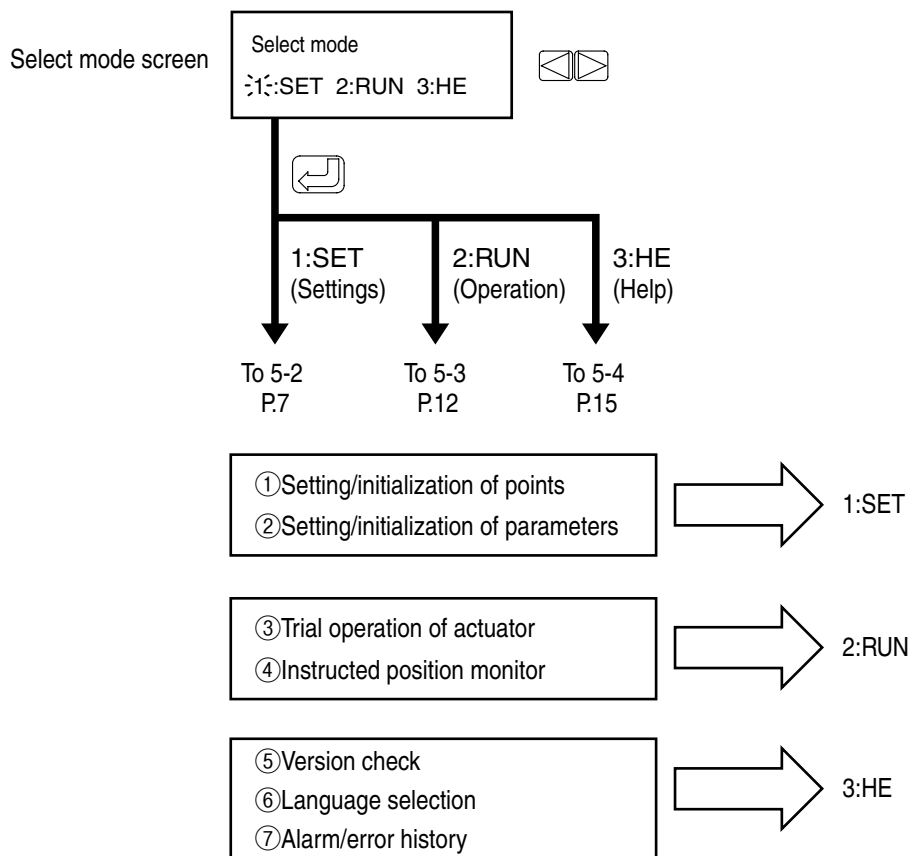 Select mode screen
Select mode
1:SET 2:RUN 3:HE
1:SET
(Settings)
2:RUN
(Operation)
3:HE
(Help)
To 5-2
P.7
To 5-3
P.12
To 5-4
P.15
①Setting/initialization of points
②Setting/initialization of parameters
1:SET
③Trial operation of actuator
④Instructed position monitor
2:RUN
⑤Version check
⑥Language selection
⑦Alarm/error history
3:HE